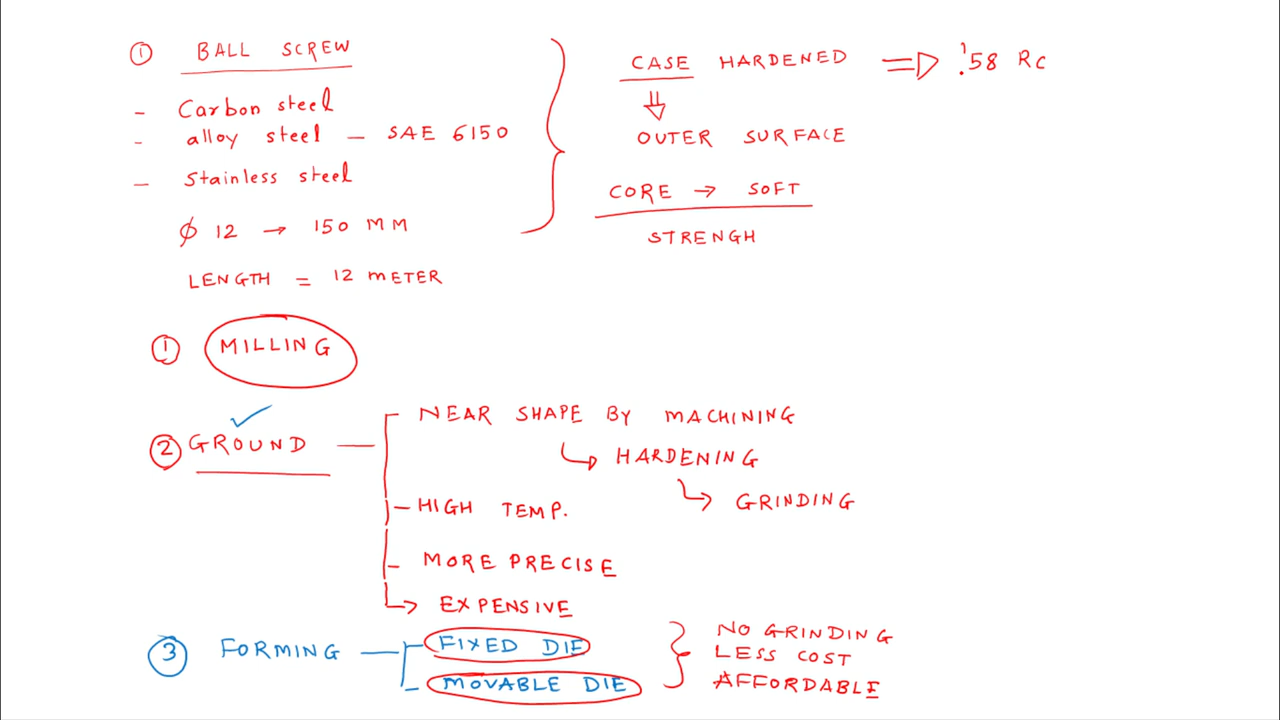 ① BALL SCREW
- Carbon steel
- alloy steel — SAE 6150
- Stainless steel
ϕ 12 → 150 MM
LENGTH = 12 METER
CASE HARDENED ⇒ 58 Rc
⇓
OUTER SURFACE
CORE → SOFT
STRENGH
① MILLING
② GROUND
NEAR SHAPE BY MACHINING
↳ HARDENING
↳ GRINDING
- HIGH TEMP.
- MORE PRECISE
→ EXPENSIVE
③ FORMING
FIXED DIE
- MOVABLE DIE
NO GRINDING
LESS COST
AFFORDABLE